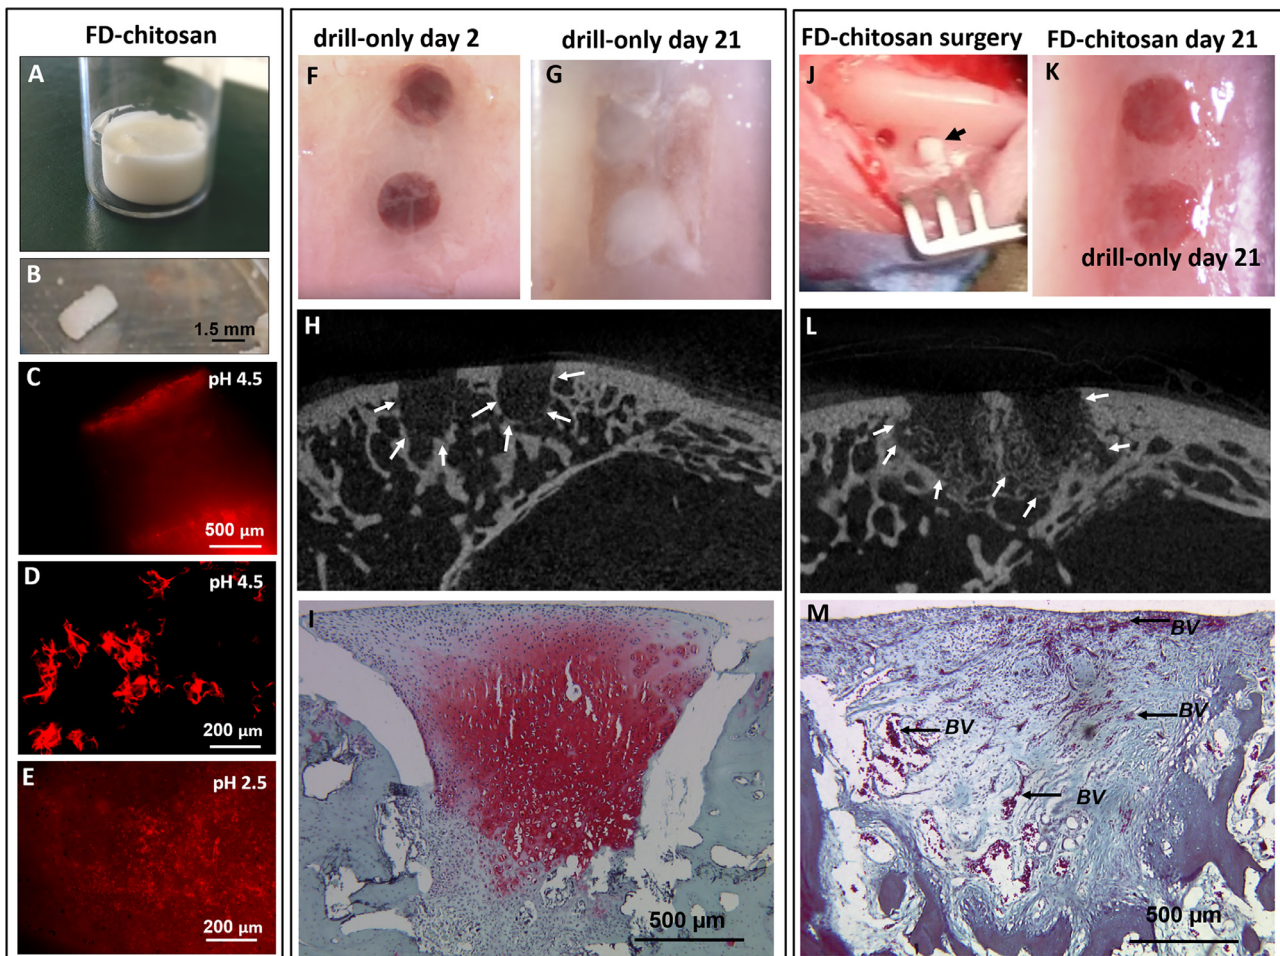 FD-chitosan
A
B
1.5 mm
C
pH 4.5
500 µm
D
pH 4.5
200 µm
E
pH 2.5
200 µm
drill-only day 2
drill-only day 21
F
G
H
I
500 µm
FD-chitosan surgery
FD-chitosan day 21
J
K
drill-only day 21
L
M
BV
BV
BV
BV
500 µm